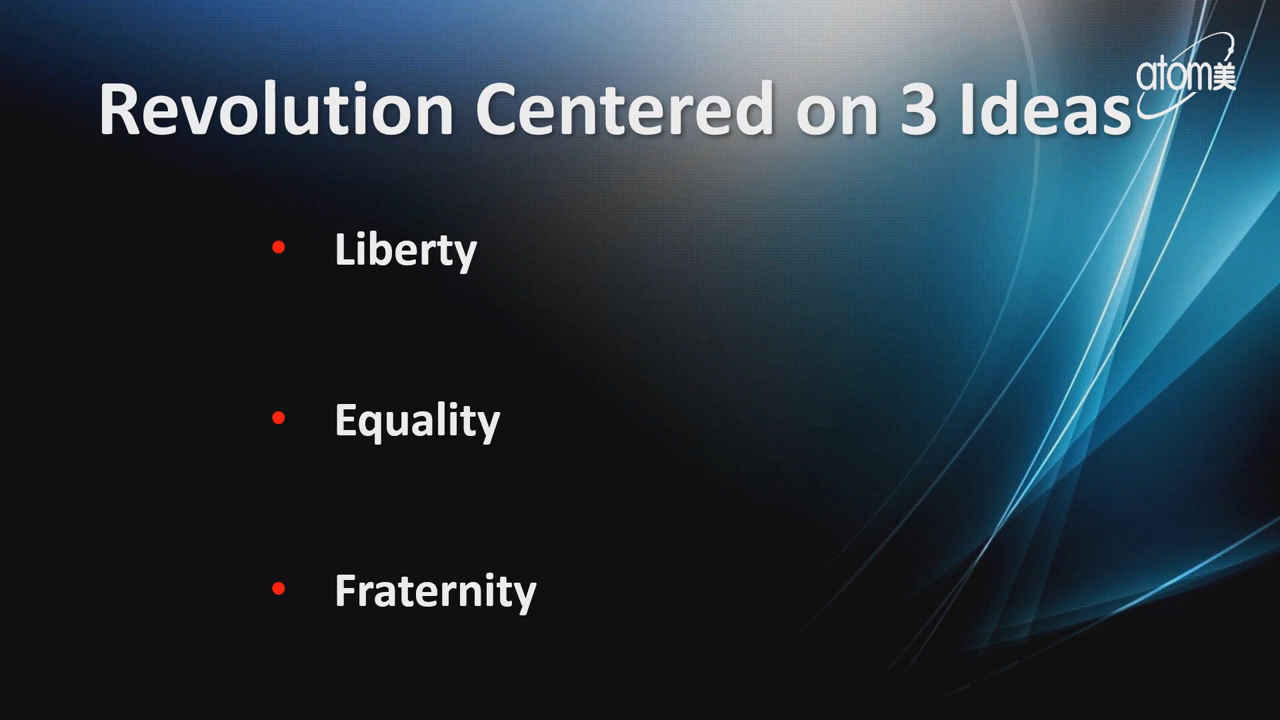 Revolution Centered on 3 Ideas
atom美
• Liberty
• Equality
• Fraternity